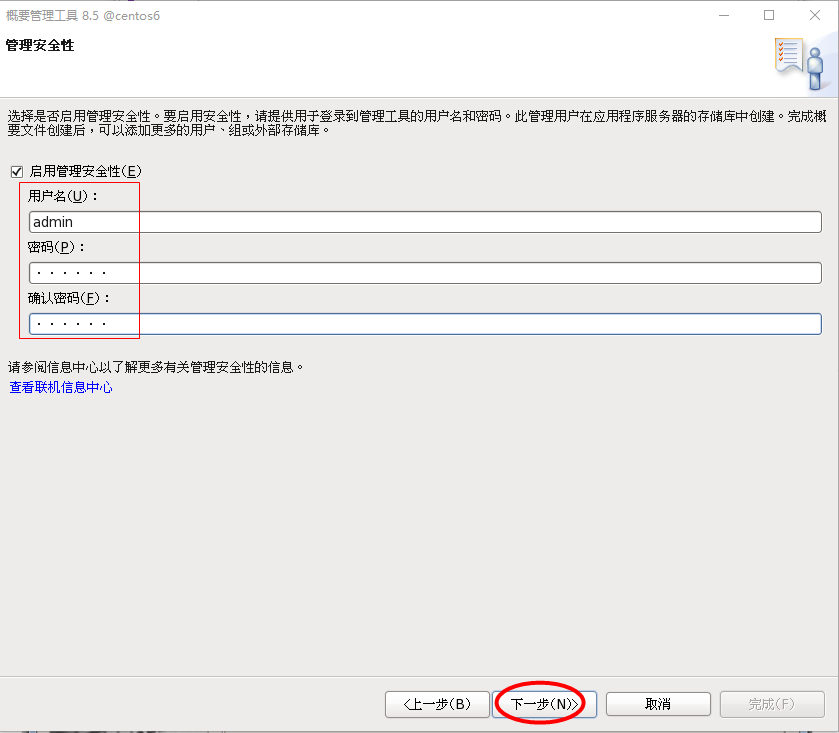 概要管理工具 8.5 @centos6
管理安全性
选择是否启用管理安全性。要启用安全性，请提供用于登录到管理工具的用户名和密码。此管理用户在应用程序服务器的存储库中创建。完成概
要文件创建后，可以添加更多的用户、组或外部存储库。
启用管理安全性(E)
用户名(U)：
admin
密码(P)：
······
确认密码(F)：
······
请参阅信息中心以了解更多有关管理安全性的信息。
查看联机信息中心
<上一步(B) 下一步(N)> 取消 完成(F)